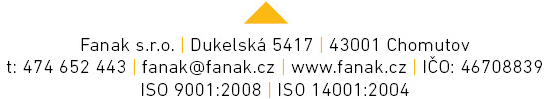 Fanak s.r.o. | Dukelská 5417 | 43001 Chomutov
t: 474 652 443 | fanak@fanak.cz | www.fanak.cz | IČO: 46708839
ISO 9001:2008 | ISO 14001:2004